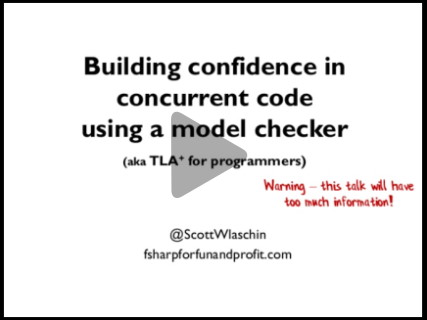 Building confidence in
concurrent code
using a model checker
(aka TLA+ for programmers)
Warning – this talk will have
too much information!
@ScottWlaschin
fsharpforfunandprofit.com